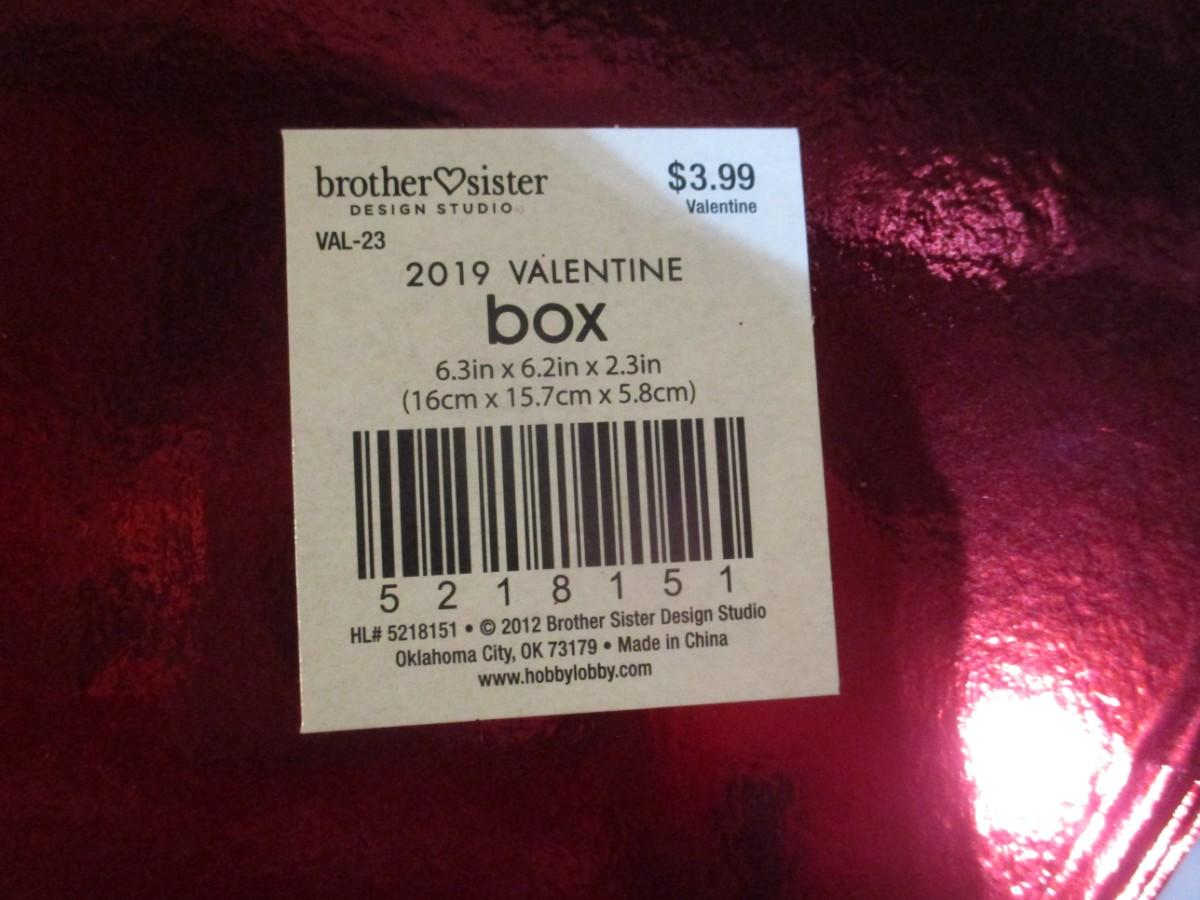 brother♡sister
DESIGN STUDIO®
$3.99
Valentine
VAL-23
2019 VALENTINE
box
6.3in x 6.2in x 2.3in
(16cm x 15.7cm x 5.8cm)
5 2 1 8 1 5 1
HL# 5218151 • © 2012 Brother Sister Design Studio
Oklahoma City, OK 73179 • Made in China
www.hobbylobby.com